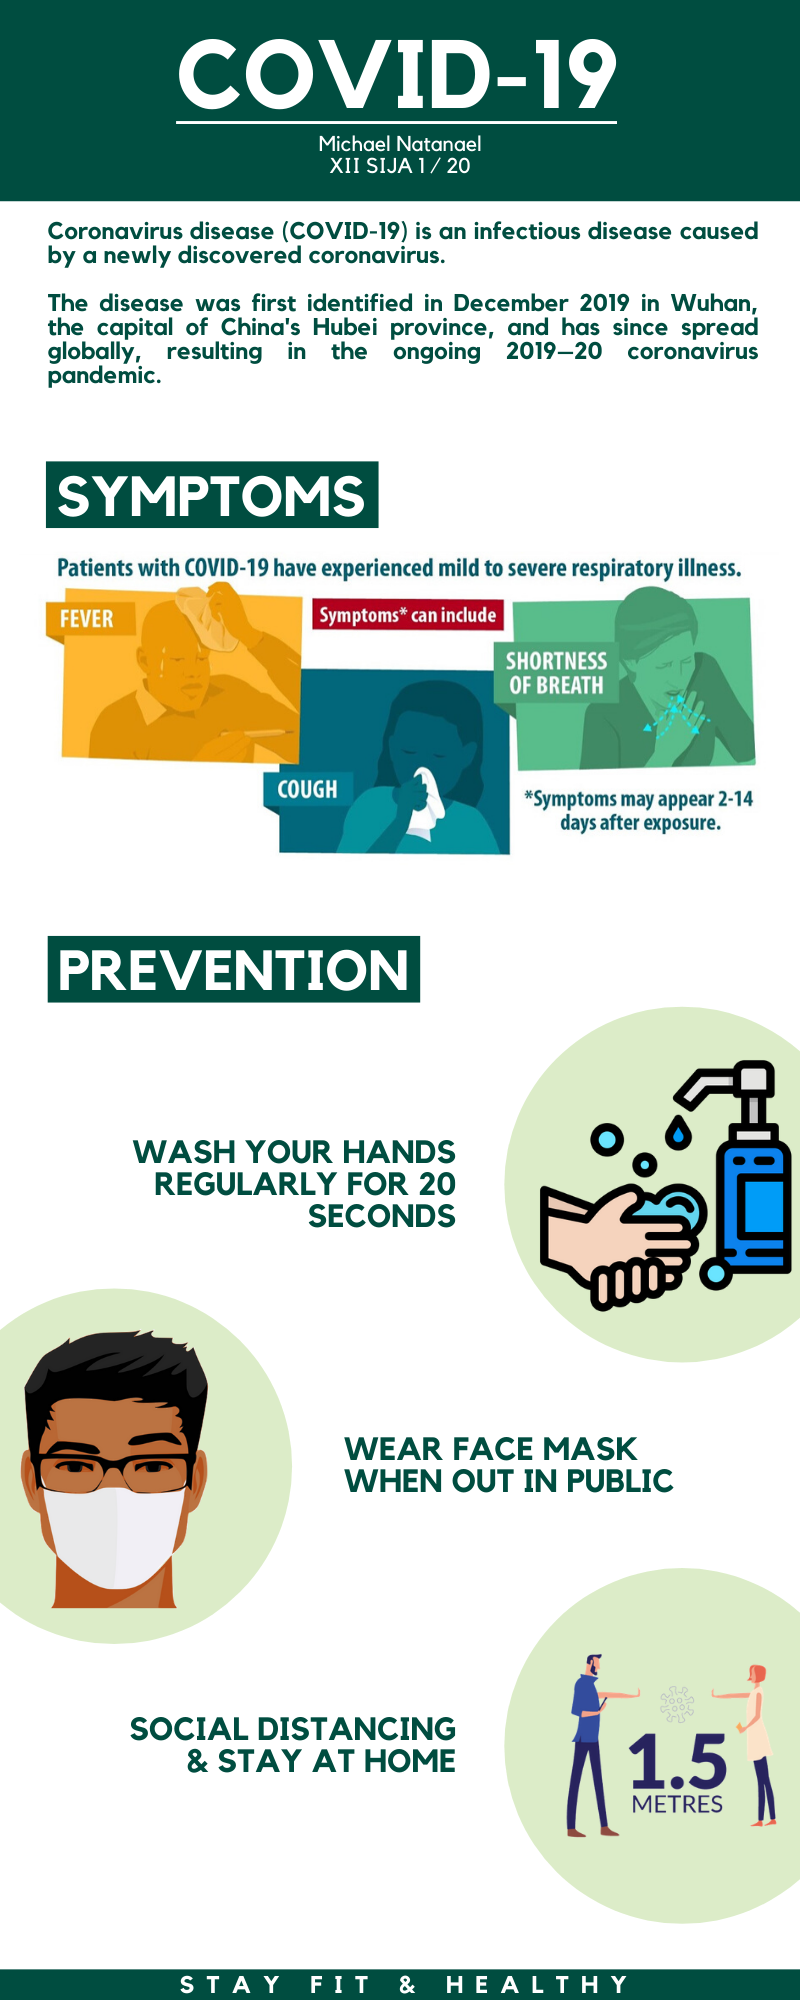 COVID-19
Michael Natanael
XII SIJA 1 / 20
Coronavirus disease (COVID-19) is an infectious disease caused
by a newly discovered coronavirus.
The disease was first identified in December 2019 in Wuhan,
the capital of China's Hubei province, and has since spread
globally, resulting in the ongoing 2019–20 coronavirus
pandemic.
SYMPTOMS
Patients with COVID-19 have experienced mild to severe respiratory illness.
FEVER
Symptoms* can include
SHORTNESS
OF BREATH
COUGH
*Symptoms may appear 2-14
days after exposure.
PREVENTION
WASH YOUR HANDS
REGULARLY FOR 20
SECONDS
WEAR FACE MASK
WHEN OUT IN PUBLIC
SOCIAL DISTANCING
& STAY AT HOME
1.5
METRES
STAY FIT & HEALTHY